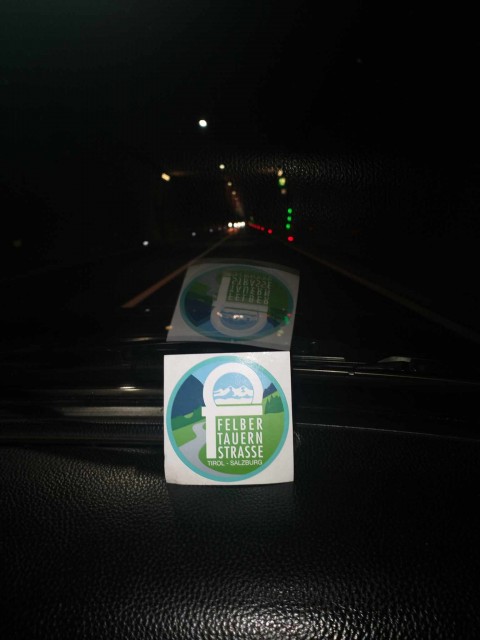 FELBER
TAUERN
STRASSE
TIROL - SALZBURG